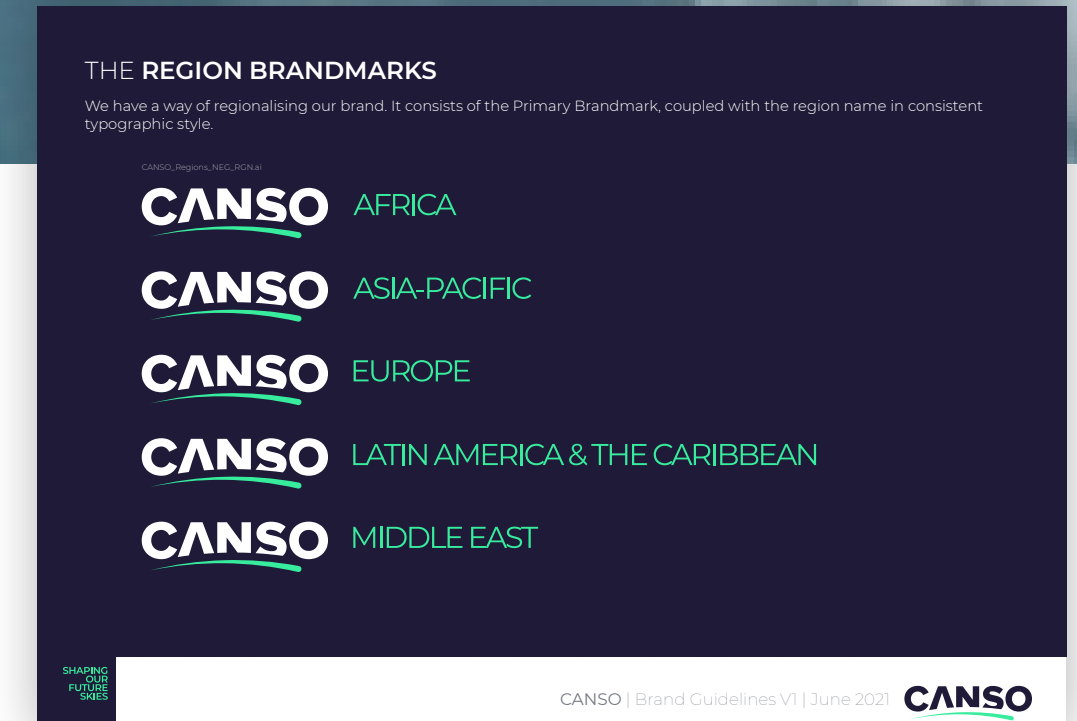 THE REGION BRANDMARKS
We have a way of regionalising our brand. It consists of the Primary Brandmark, coupled with the region name in consistent
typographic style.
CANSO_Regions_NEG_RGN.ai
CANSO AFRICA
CANSO ASIA-PACIFIC
CANSO EUROPE
CANSO LATIN AMERICA & THE CARIBBEAN
CANSO MIDDLE EAST
SHAPING
OUR
FUTURE
SKIES
CANSO | Brand Guidelines V1 | June 2021 CANSO